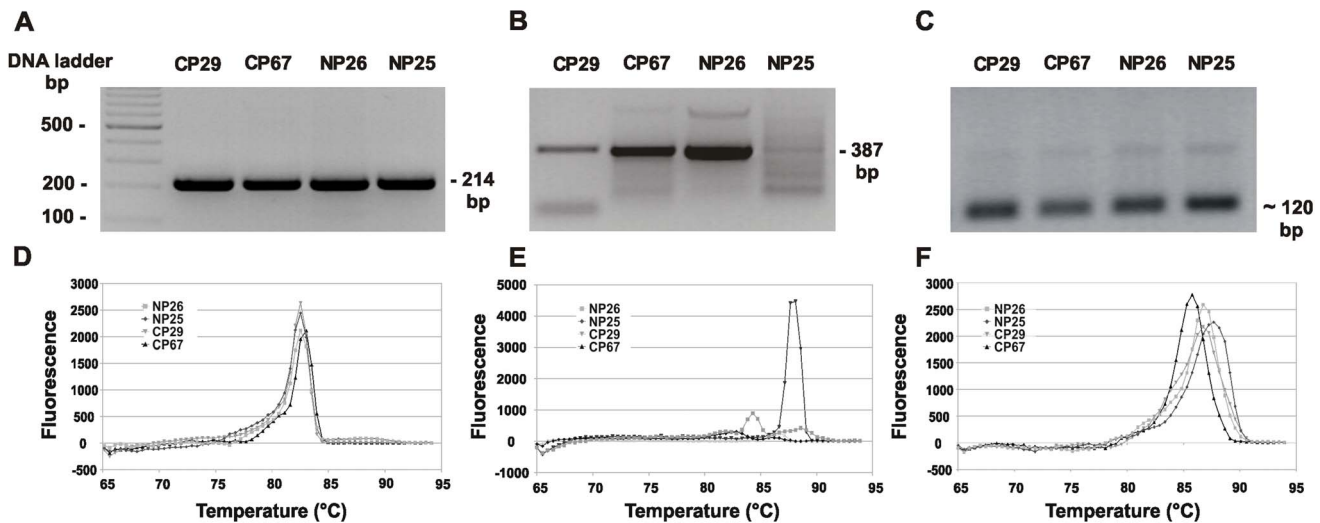 A
DNA ladder
bp
CP29 CP67 NP26 NP25
500 -
200 -
100 -
- 214
bp
B
CP29 CP67 NP26 NP25
- 387
bp
C
CP29 CP67 NP26 NP25
~ 120
bp
D
Fluorescence
3000
2500
2000
1500
1000
500
0
-500
NP26
NP25
CP29
CP67
65 70 75 80 85 90 95
Temperature (°C)
E
Fluorescence
5000
4000
3000
2000
1000
0
-1000
NP26
NP25
CP29
CP67
65 70 75 80 85 90 95
Temperature (°C)
F
Fluorescence
3000
2500
2000
1500
1000
500
0
-500
NP26
NP25
CP29
CP67
65 70 75 80 85 90 95
Temperature (°C)